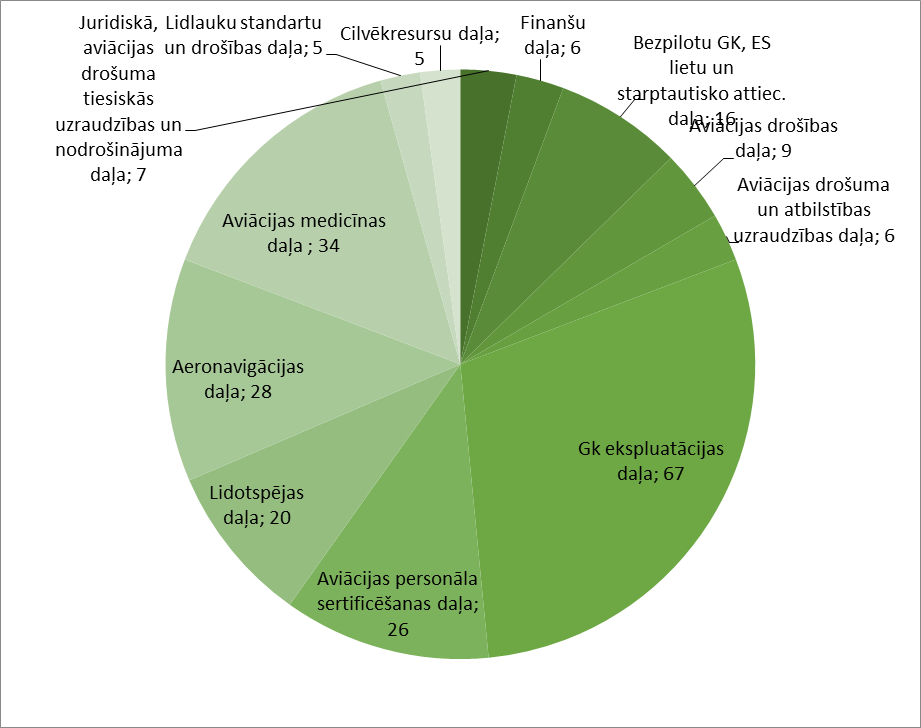 Juridiskā,
aviācijas
drošuma
tiesiskās
uzraudzības un
nodrošinājuma
daļa; 7
Lidlauku standartu
un drošības daļa; 5
Cilvēkresursu daļa;
5
Finanšu
daļa; 6
Bezpilotu GK, ES
lietu un
starptautisko attiec.
daļa; 16
Aviācijas drošības
daļa; 9
Aviācijas drošuma
un atbilstības
uzraudzības daļa; 6
Gk ekspluatācijas
daļa; 67
Aviācijas personāla
sertificēšanas daļa;
26
Lidotspējas
daļa; 20
Aeronavigācijas
daļa; 28
Aviācijas medicīnas
daļa ; 34